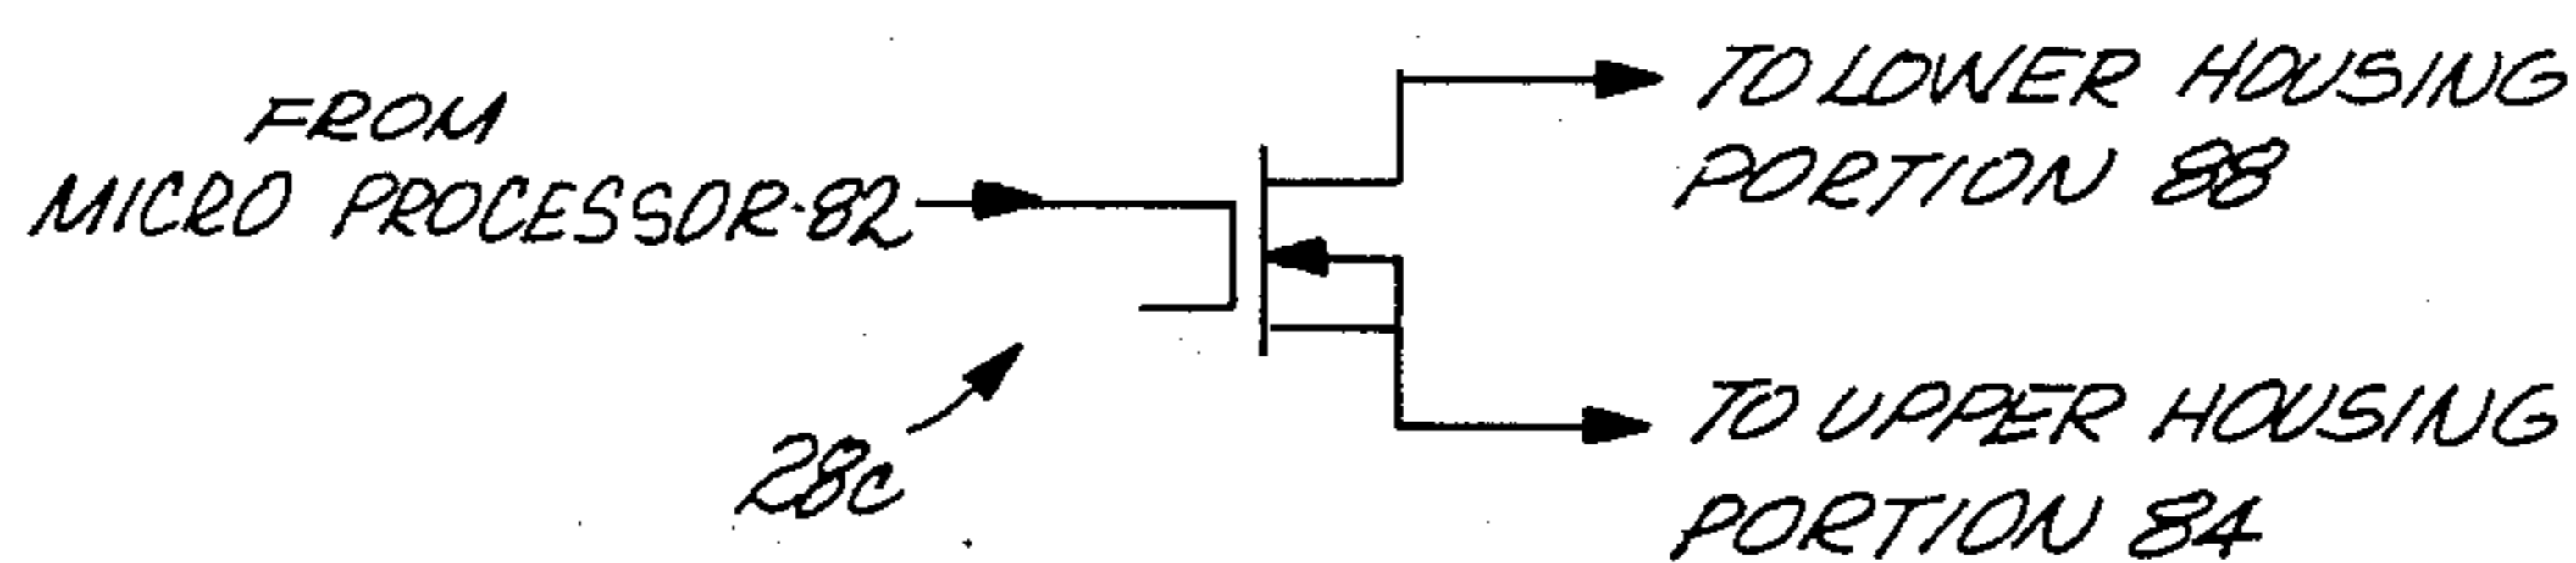 FROM
MICRO PROCESSOR-82
TO LOWER HOUSING
PORTION 88
28c
TO UPPER HOUSING
PORTION 84